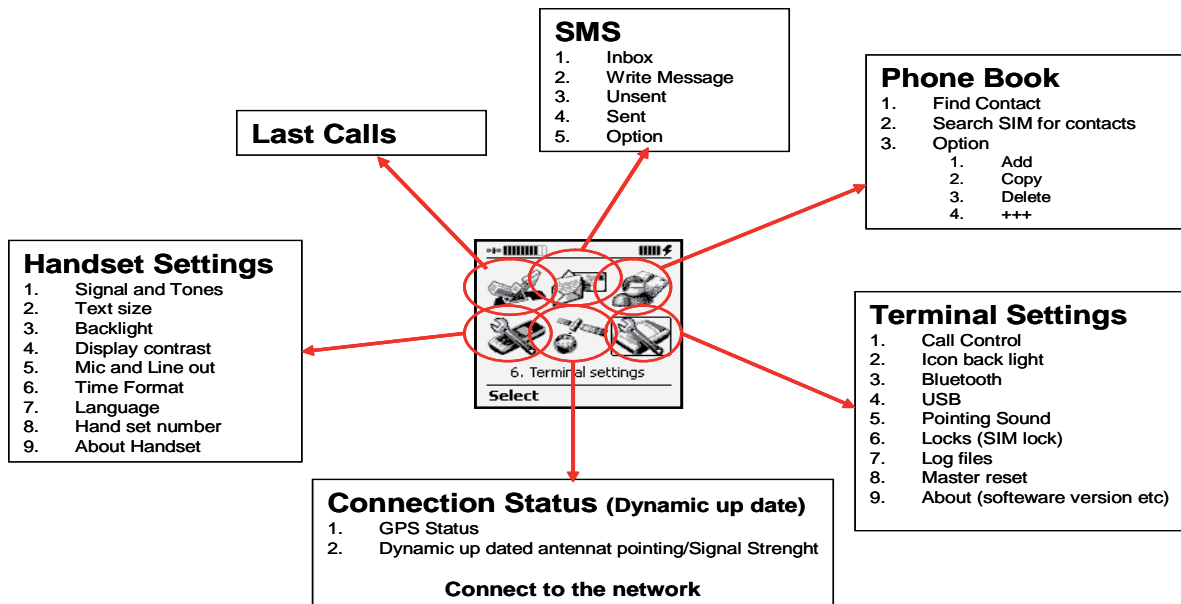 SMS
1. Inbox
2. Write Message
3. Unsent
4. Sent
5. Option
Phone Book
1. Find Contact
2. Search SIM for contacts
3. Option
1. Add
2. Copy
3. Delete
4. +++
Last Calls
Handset Settings
1. Signal and Tones
2. Text size
3. Backlight
4. Display contrast
5. Mic and Line out
6. Time Format
7. Language
8. Hand set number
9. About Handset
6. Terminal settings
Select
Terminal Settings
1. Call Control
2. Icon back light
3. Bluetooth
4. USB
5. Pointing Sound
6. Locks (SIM lock)
7. Log files
8. Master reset
9. About (softeware version etc)
Connection Status (Dynamic up date)
1. GPS Status
2. Dynamic up dated antennat pointing/Signal Strenght
Connect to the network